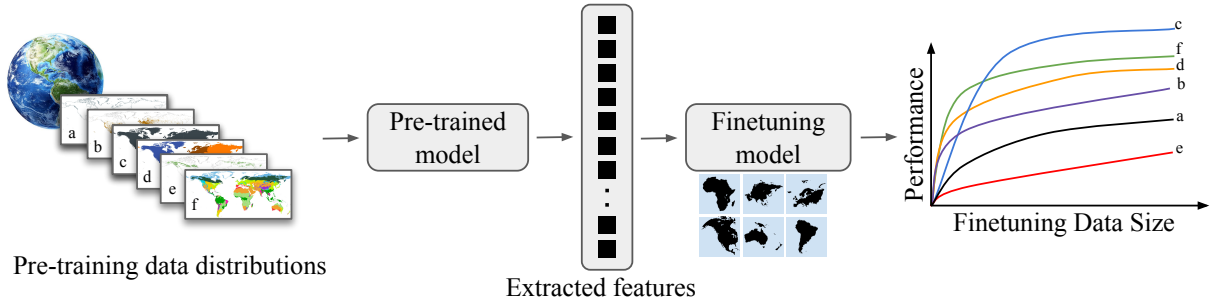 a
b
c
d
e
f
Pre-training data distributions
Pre-trained
model
Extracted features
Finetuning
model
Performance
c
f
d
b
a
e
Finetuning Data Size